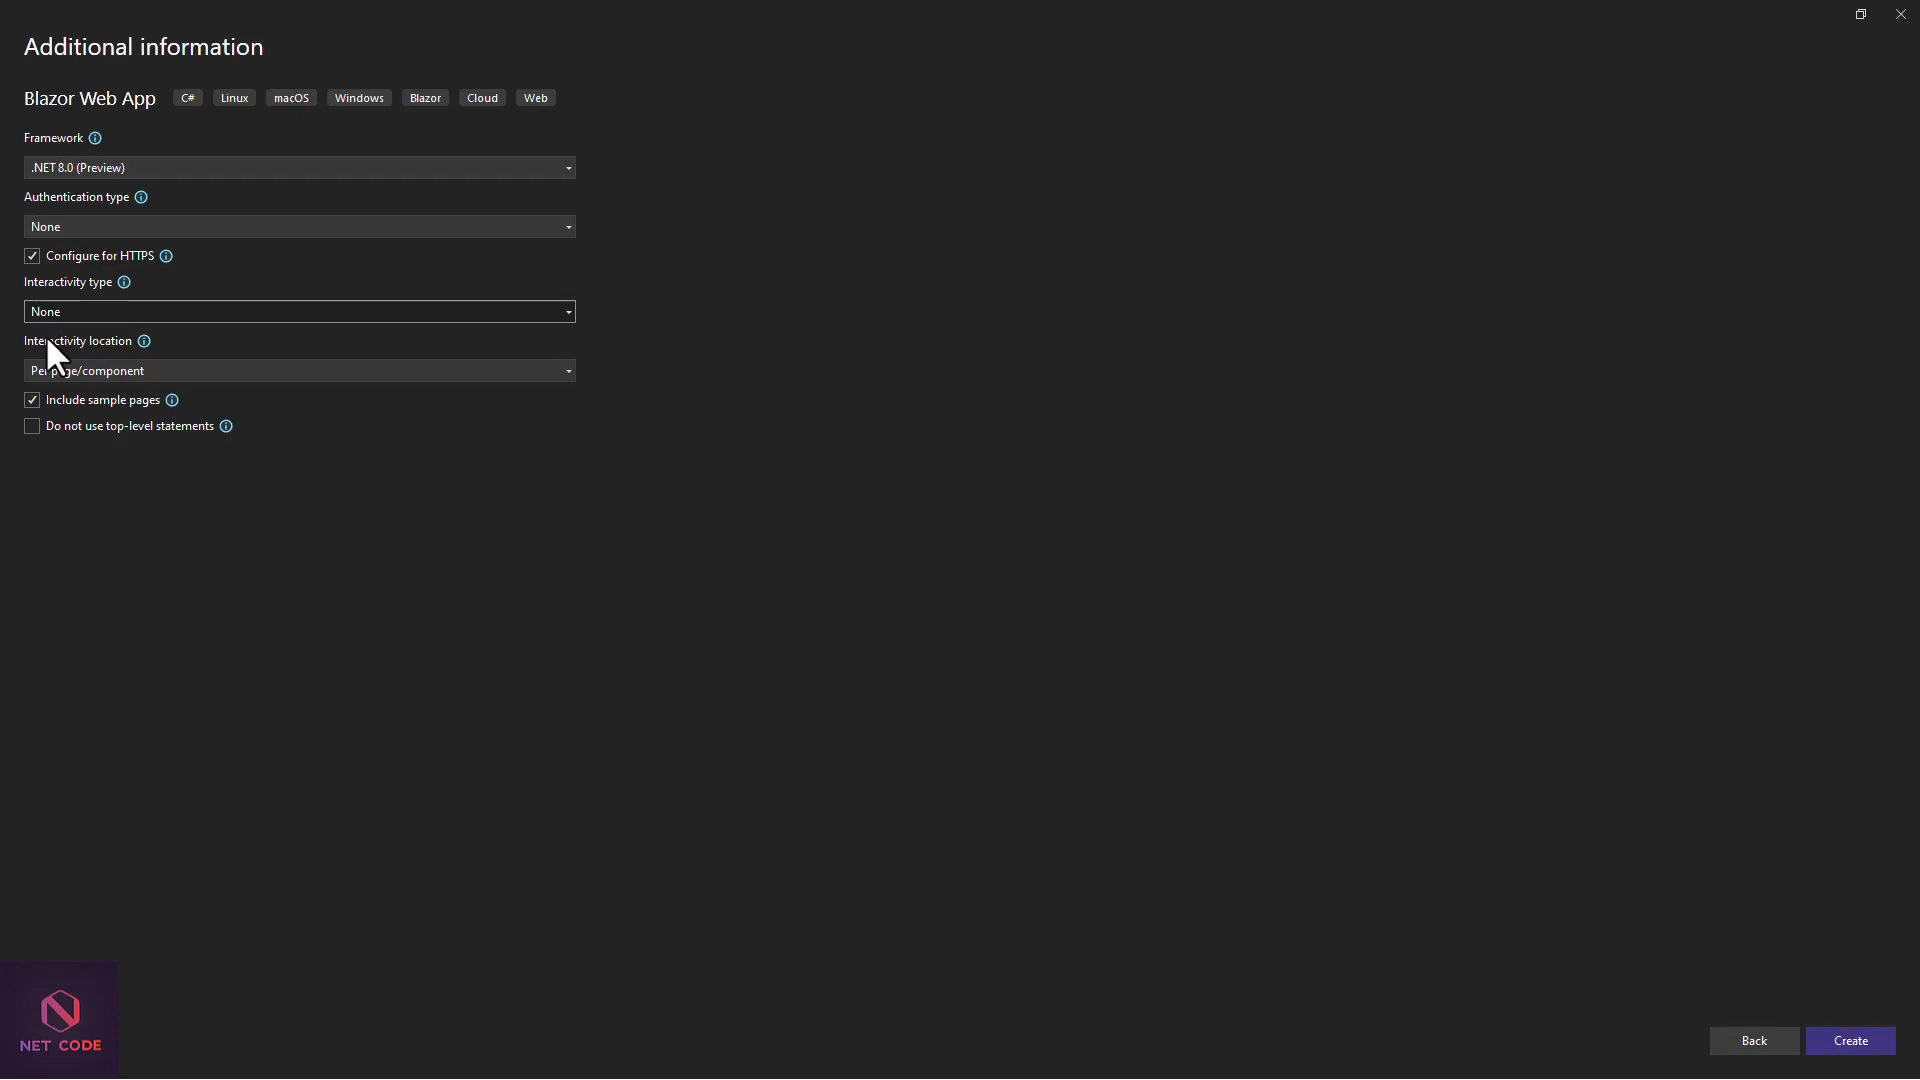 Additional information
Blazor Web App C# Linux macOS Windows Blazor Cloud Web
Framework
.NET 8.0 (Preview)
Authentication type
None
Configure for HTTPS
Interactivity type
None
Interactivity location
Per page/component
Include sample pages
Do not use top-level statements
NET CODE
Back Create